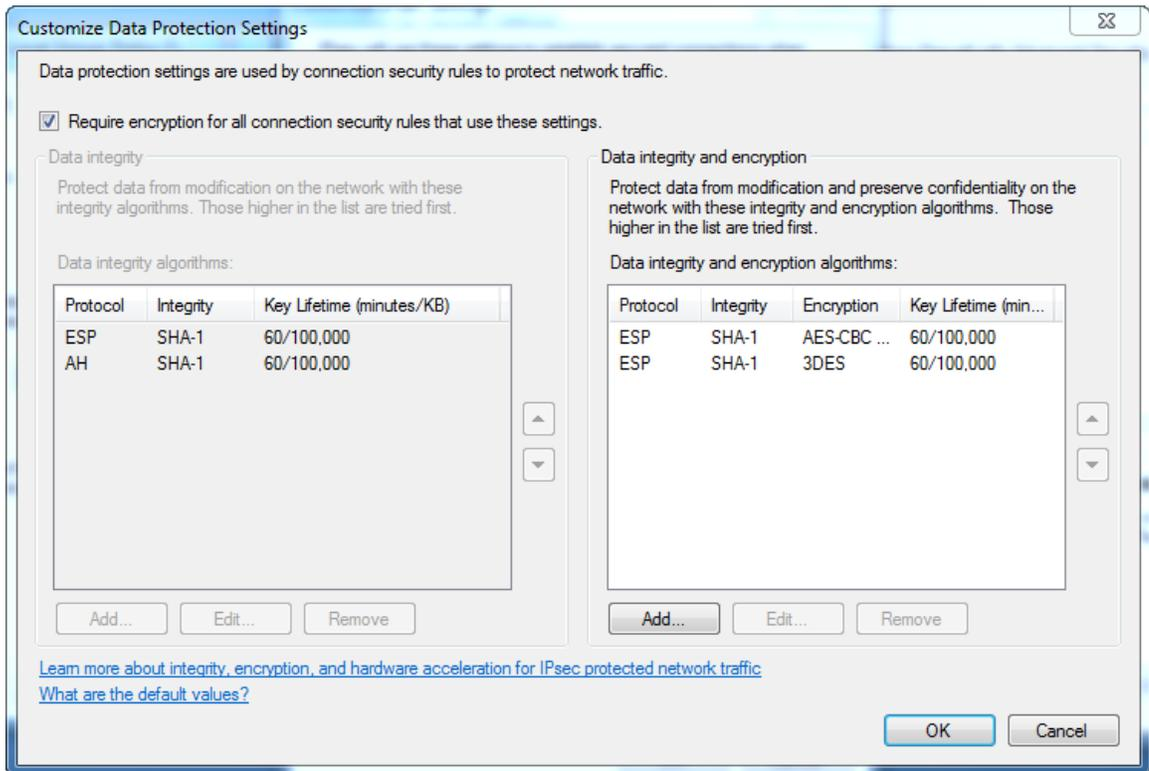 Customize Data Protection Settings
Data protection settings are used by connection security rules to protect network traffic.
Require encryption for all connection security rules that use these settings.
Data integrity
Protect data from modification on the network with these
integrity algorithms. Those higher in the list are tried first.
Data integrity algorithms:
Protocol Integrity Key Lifetime (minutes/KB)
ESP SHA-1 60/100,000
AH SHA-1 60/100,000
Add... Edit... Remove
Data integrity and encryption
Protect data from modification and preserve confidentiality on the
network with these integrity and encryption algorithms. Those
higher in the list are tried first.
Data integrity and encryption algorithms:
Protocol Integrity Encryption Key Lifetime (min...
ESP SHA-1 AES-CBC ... 60/100,000
ESP SHA-1 3DES 60/100,000
Add... Edit... Remove
Learn more about integrity, encryption, and hardware acceleration for IPsec protected network traffic
What are the default values?
OK Cancel